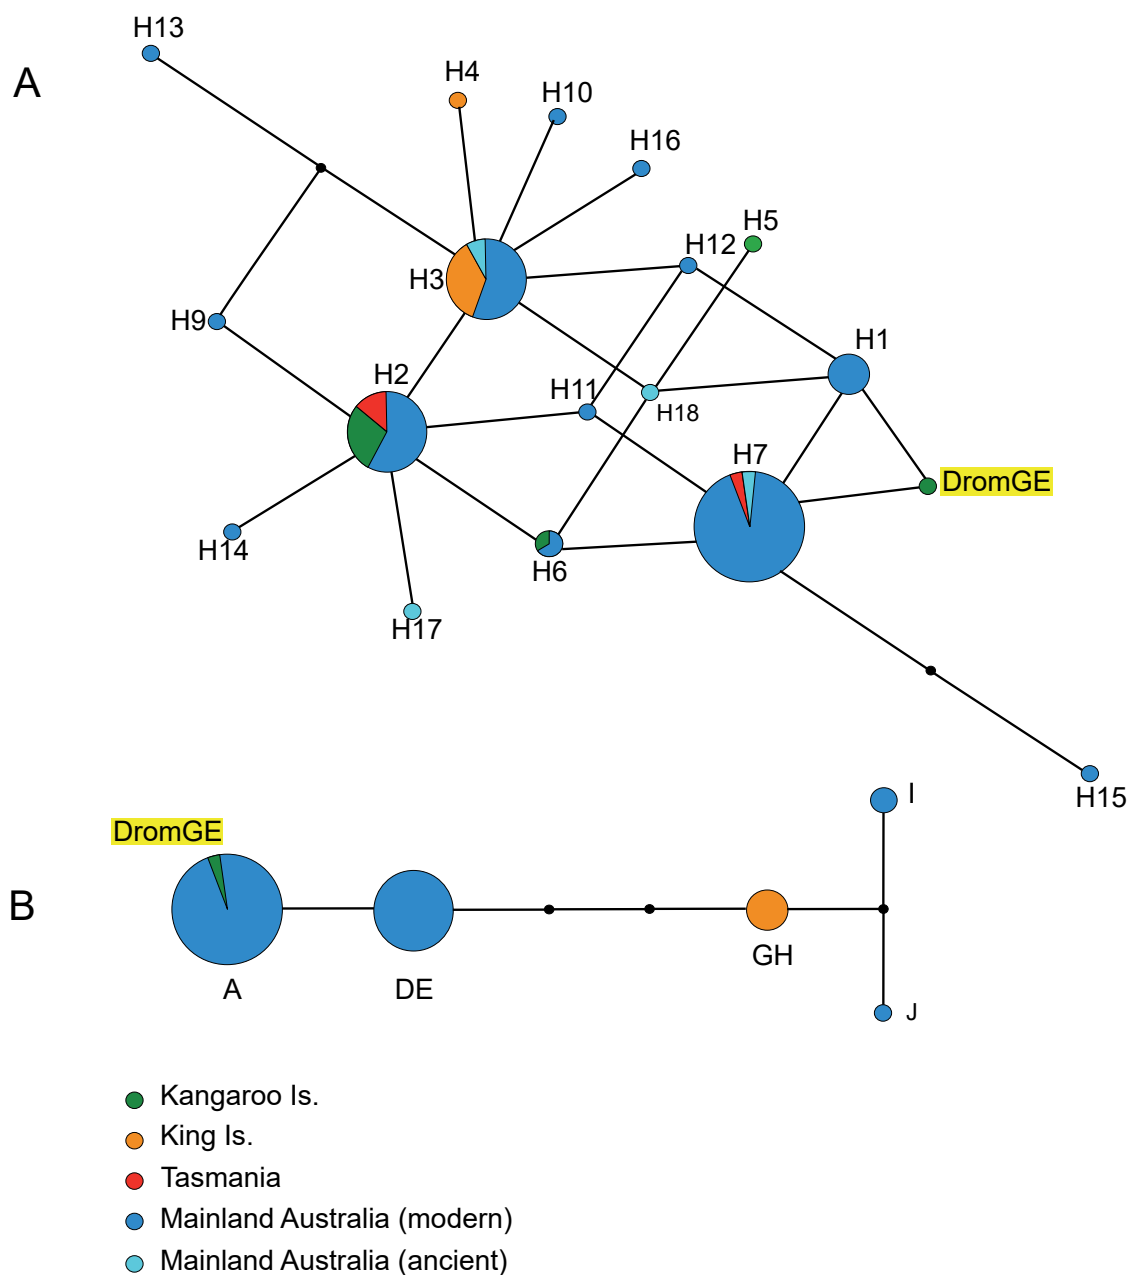 H13
A
H4
H10
H16
H5
H12
H3
H9
H1
H2
H11
H18
H7
DromGE
H14
H6
H17
I
H15
DromGE
B
GH
A
DE
J
Kangaroo Is.
King Is.
Tasmania
Mainland Australia (modern)
Mainland Australia (ancient)